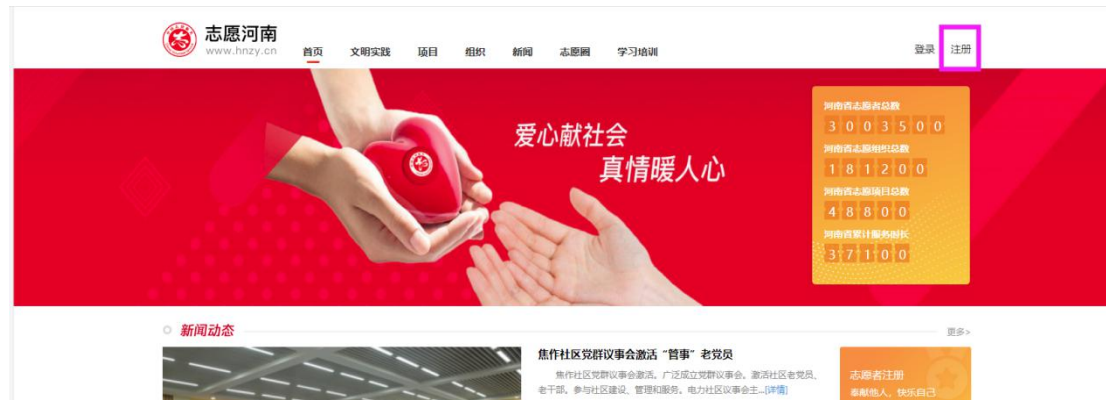 志愿河南
www.hnzy.cn
首页 文明实践 项目 组织 新闻 志愿圈 学习培训
登录 注册
爱心献社会
真情暖人心
河南省志愿者总数
3003500
河南省志愿组织总数
181200
河南省志愿项目总数
48800
河南省累计服务时长
37100
新闻动态
更多>
焦作社区党群议事会激活“管事”老党员
焦作社区党群议事会激活。广泛成立党群议事会。激活社区老党员、
老干部。参与社区建设、管理和服务。电力社区议事会主...[详情]
志愿者注册
奉献他人、快乐自己